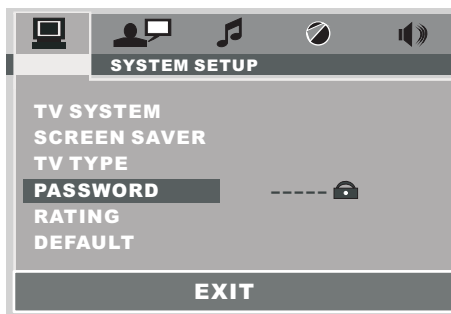 SYSTEM SETUP
TV SYSTEM
SCREEN SAVER
TV TYPE
PASSWORD -----
RATING
DEFAULT
EXIT